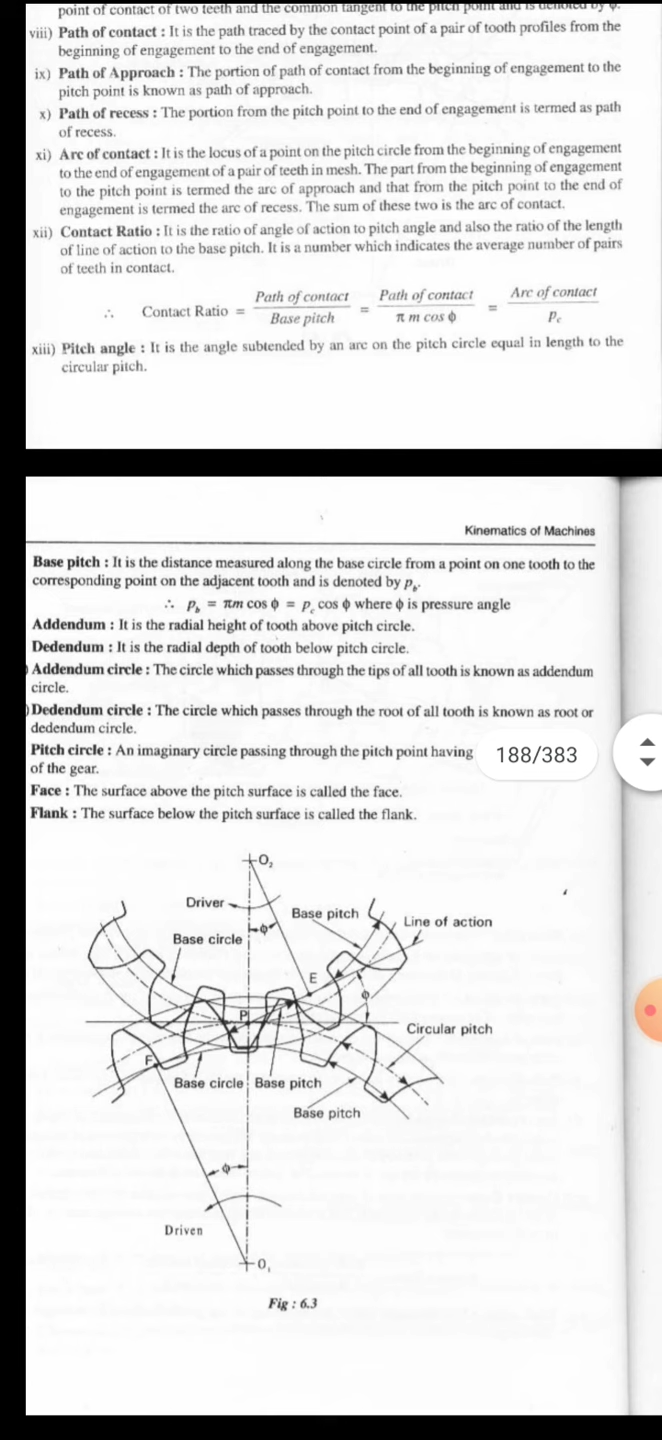 point of contact of two teeth and the common tangent to the pitch point and is denoted by φ.
viii) Path of contact : It is the path traced by the contact point of a pair of tooth profiles from the
beginning of engagement to the end of engagement.
ix) Path of Approach : The portion of path of contact from the beginning of engagement to the
pitch point is known as path of approach.
x) Path of recess : The portion from the pitch point to the end of engagement is termed as path
of recess.
xi) Arc of contact : It is the locus of a point on the pitch circle from the beginning of engagement
to the end of engagement of a pair of teeth in mesh. The part from the beginning of engagement
to the pitch point is termed the arc of approach and that from the pitch point to the end of
engagement is termed the arc of recess. The sum of these two is the arc of contact.
xii) Contact Ratio : It is the ratio of angle of action to pitch angle and also the ratio of the length
of line of action to the base pitch. It is a number which indicates the average number of pairs
of teeth in contact.
∴ Contact Ratio = Path of contact / Base pitch = Path of contact / π m cos φ = Arc of contact / Pc
xiii) Pitch angle : It is the angle subtended by an arc on the pitch circle equal in length to the
circular pitch.
Kinematics of Machines
Base pitch : It is the distance measured along the base circle from a point on one tooth to the
corresponding point on the adjacent tooth and is denoted by pb.
∴ pb = πm cos φ = pc cos φ where φ is pressure angle
Addendum : It is the radial height of tooth above pitch circle.
Dedendum : It is the radial depth of tooth below pitch circle.
) Addendum circle : The circle which passes through the tips of all tooth is known as addendum
circle.
) Dedendum circle : The circle which passes through the root of all tooth is known as root or
dedendum circle.
Pitch circle : An imaginary circle passing through the pitch point having
188/383
of the gear.
Face : The surface above the pitch surface is called the face.
Flank : The surface below the pitch surface is called the flank.
O2
Driver
φ
Base pitch
Line of action
Base circle
E
φ
P
Circular pitch
F
Base circle
Base pitch
Base pitch
φ
Driven
O1
Fig : 6.3